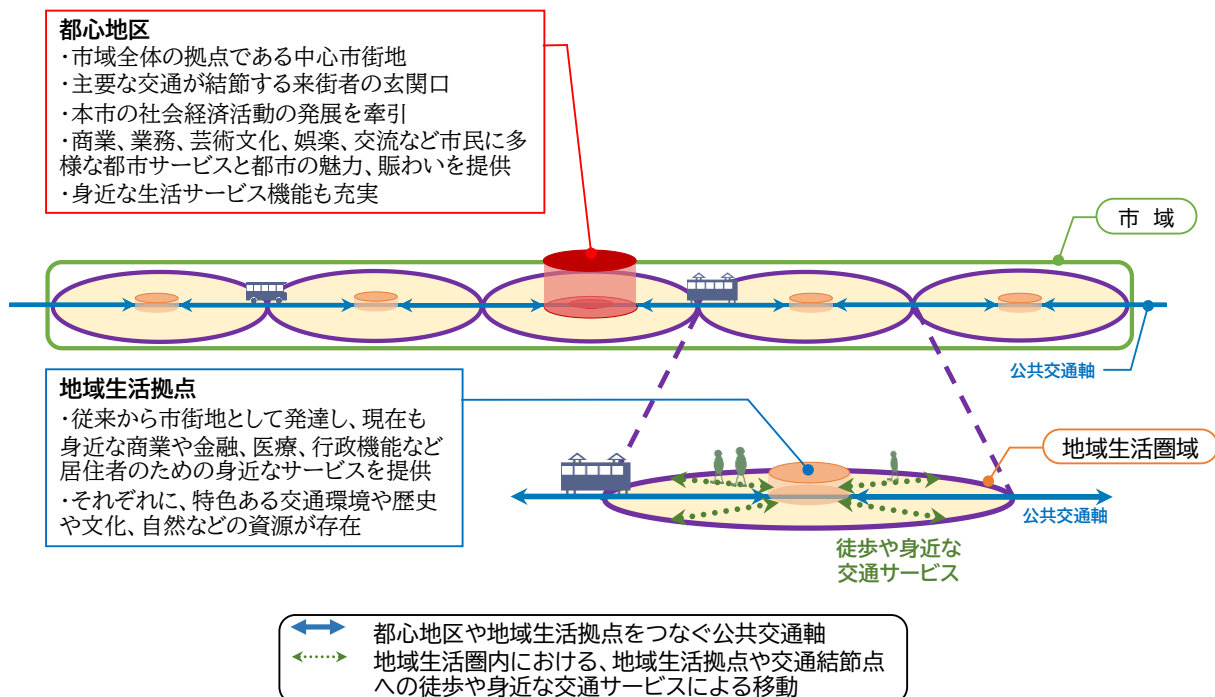 都心地区
・市域全体の拠点である中心市街地
・主要な交通が結節する来街者の玄関口
・本市の社会経済活動の発展を牽引
・商業、業務、芸術文化、娯楽、交流など市民に多
様な都市サービスと都市の魅力、賑わいを提供
・身近な生活サービス機能も充実
市 域
公共交通軸
地域生活拠点
・従来から市街地として発達し、現在も
身近な商業や金融、医療、行政機能など
居住者のための身近なサービスを提供
・それぞれに、特色ある交通環境や歴史
や文化、自然などの資源が存在
地域生活圏域
公共交通軸
徒歩や身近な
交通サービス
都心地区や地域生活拠点をつなぐ公共交通軸
地域生活圏内における、地域生活拠点や交通結節点
への徒歩や身近な交通サービスによる移動